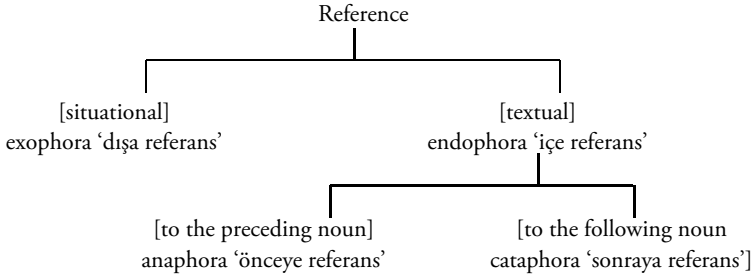 Reference
[situational]
exophora ‘dışa referans’
[textual]
endophora ‘içe referans’
[to the preceding noun]
anaphora ‘önceye referans’
[to the following noun
cataphora ‘sonraya referans’]